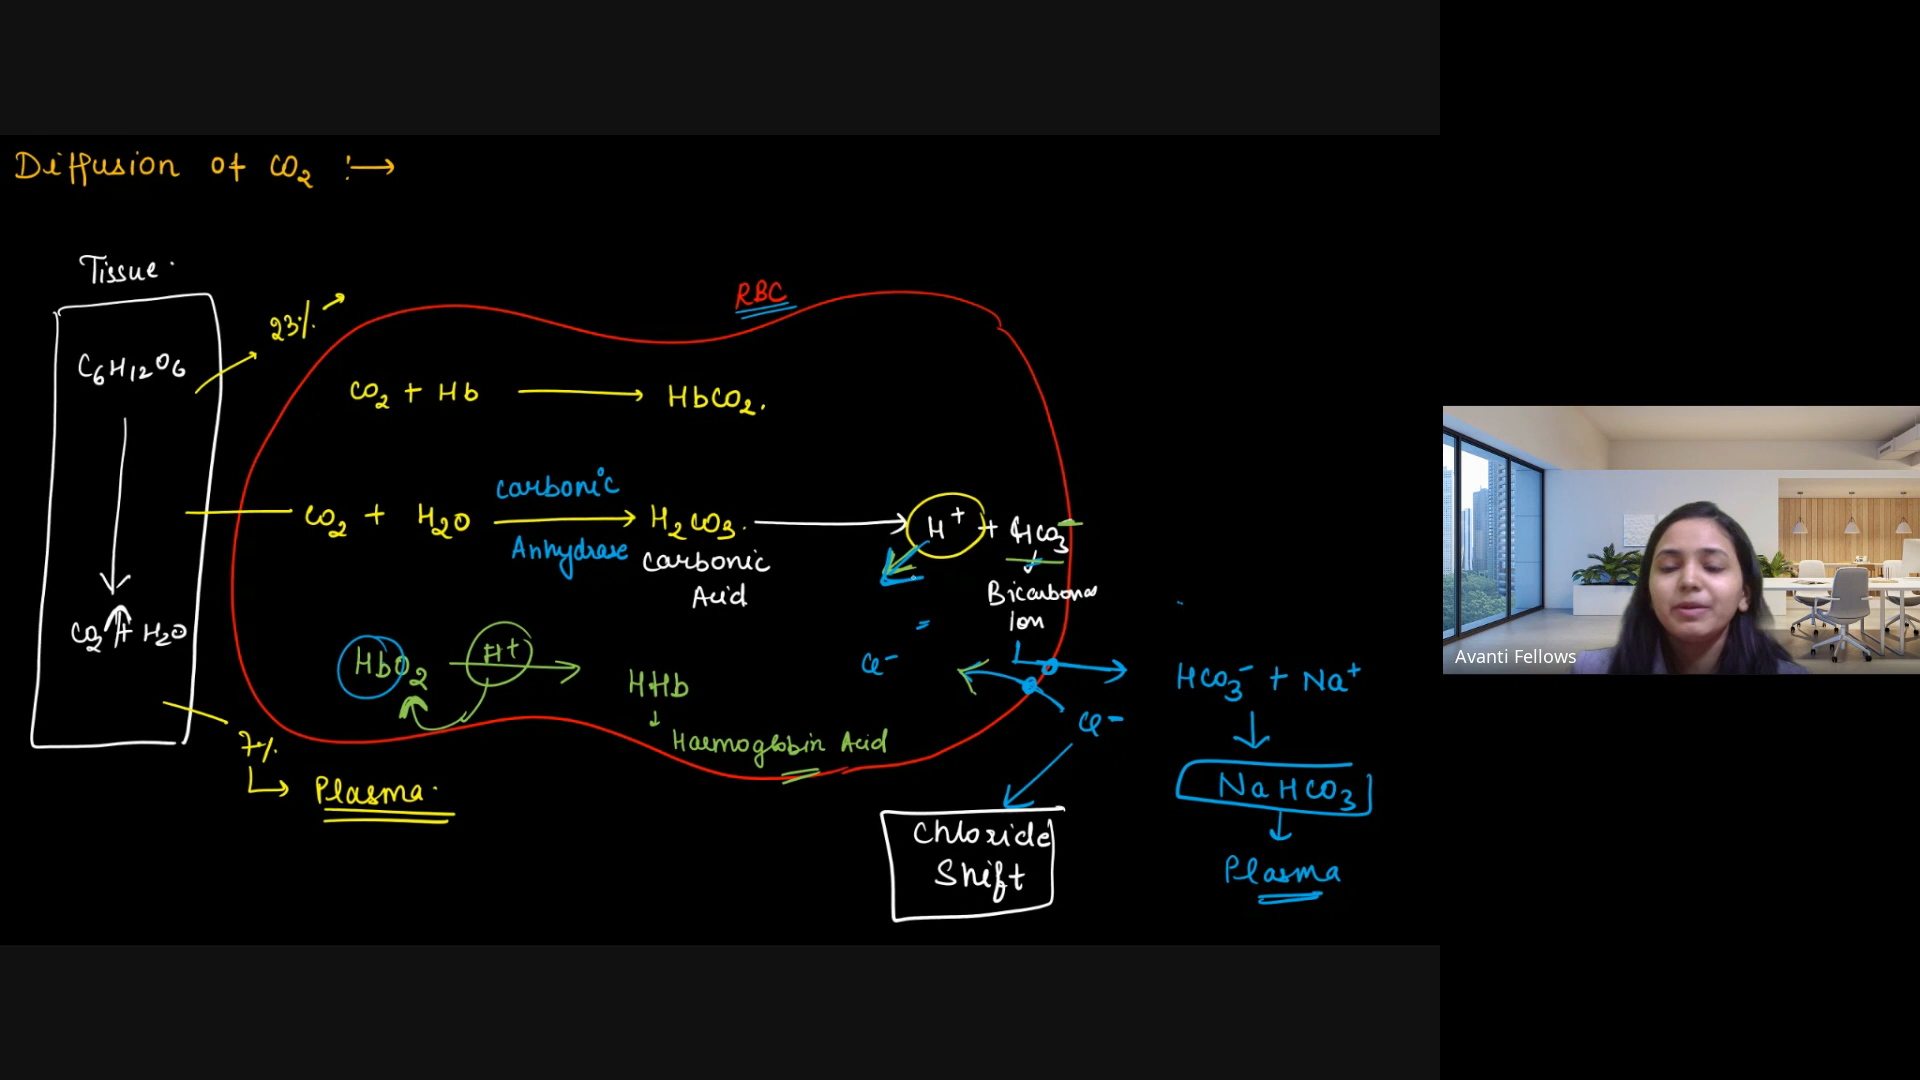 Diffusion of CO₂ :→
Tissue.
C₆H₁₂O₆
CO₂ + H₂O
23%
7%
Plasma.
RBC
CO₂ + Hb → HbCO₂.
CO₂ + H₂O → H₂CO₃. → H⁺ + HCO₃⁻
carbonic
Anhydrase
Carbonic
Acid
Ion
HbO₂ H⁺ → HHb
Haemoglobin Acid
Cl⁻
Cl⁻
Chloride
Shift
HCO₃⁻ + Na⁺
NaHCO₃
Plasma
Avanti Fellows